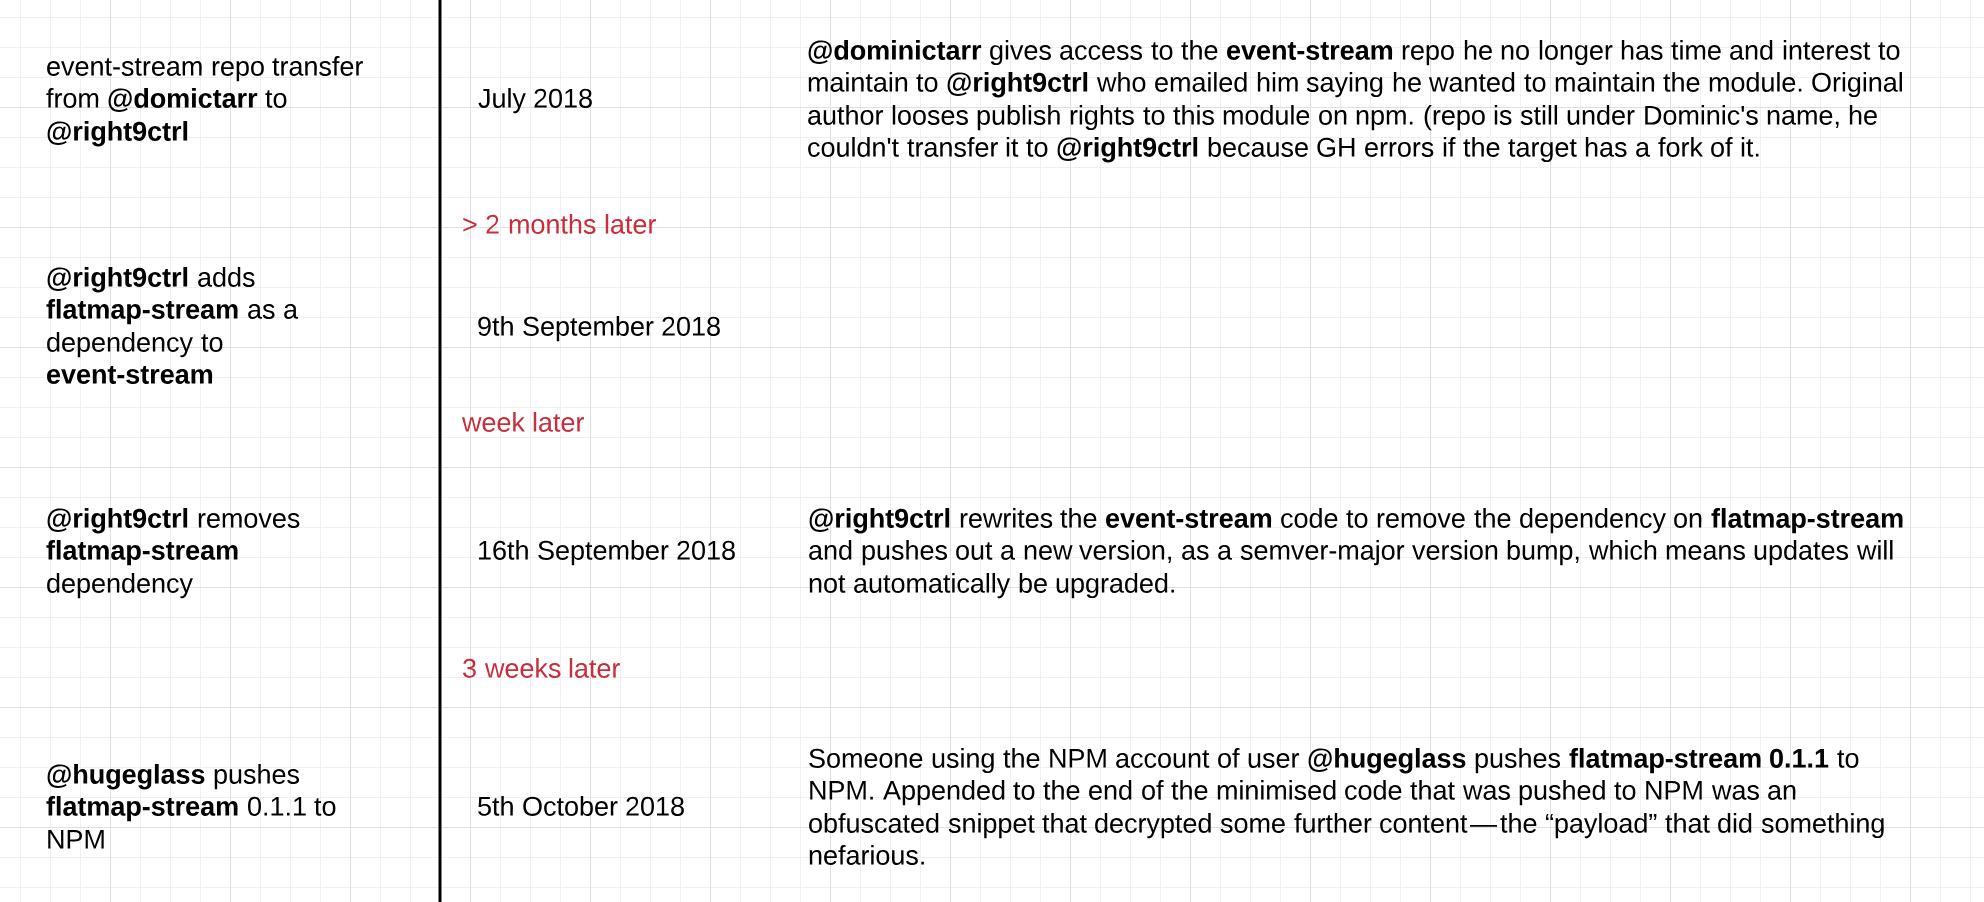 event-stream repo transfer
from @domictarr to
@right9ctrl
July 2018
@dominictarr gives access to the event-stream repo he no longer has time and interest to
maintain to @right9ctrl who emailed him saying he wanted to maintain the module. Original
author looses publish rights to this module on npm. (repo is still under Dominic's name, he
couldn't transfer it to @right9ctrl because GH errors if the target has a fork of it.
> 2 months later
@right9ctrl adds
flatmap-stream as a
dependency to
event-stream
9th September 2018
week later
@right9ctrl removes
flatmap-stream
dependency
16th September 2018
@right9ctrl rewrites the event-stream code to remove the dependency on flatmap-stream
and pushes out a new version, as a semver-major version bump, which means updates will
not automatically be upgraded.
3 weeks later
@hugeglass pushes
flatmap-stream 0.1.1 to
NPM
5th October 2018
Someone using the NPM account of user @hugeglass pushes flatmap-stream 0.1.1 to
NPM. Appended to the end of the minimised code that was pushed to NPM was an
obfuscated snippet that decrypted some further content — the “payload” that did something
nefarious.